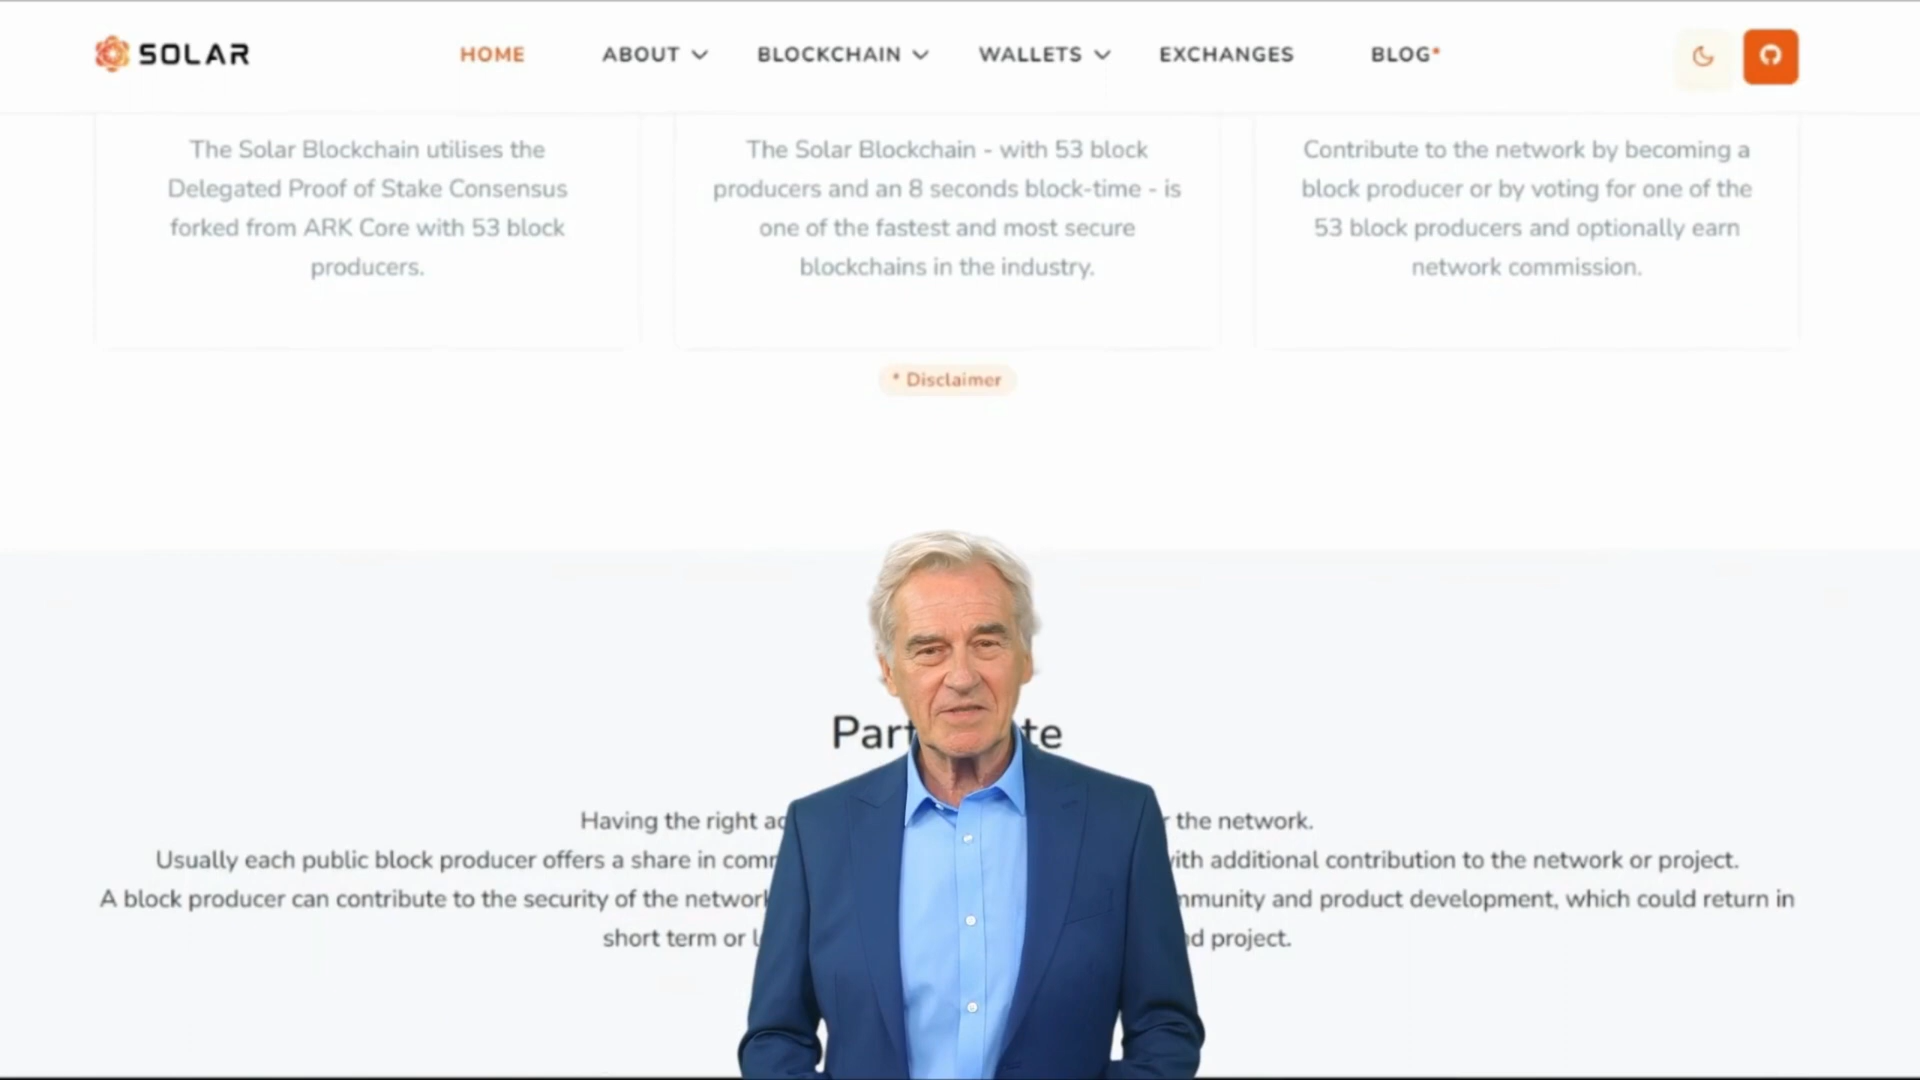 SOLAR
HOME
ABOUT
BLOCKCHAIN
WALLETS
EXCHANGES
BLOG*
The Solar Blockchain utilises the
Delegated Proof of Stake Consensus
forked from ARK Core with 53 block
producers.
The Solar Blockchain - with 53 block
producers and an 8 seconds block-time - is
one of the fastest and most secure
blockchains in the industry.
Contribute to the network by becoming a
block producer or by voting for one of the
53 block producers and optionally earn
network commission.
* Disclaimer
Having the right the network.
Usually each public block producer offers a share in additional contribution to the network or project.
A block producer can contribute to the security of the and product development, which could return in
short term or project.